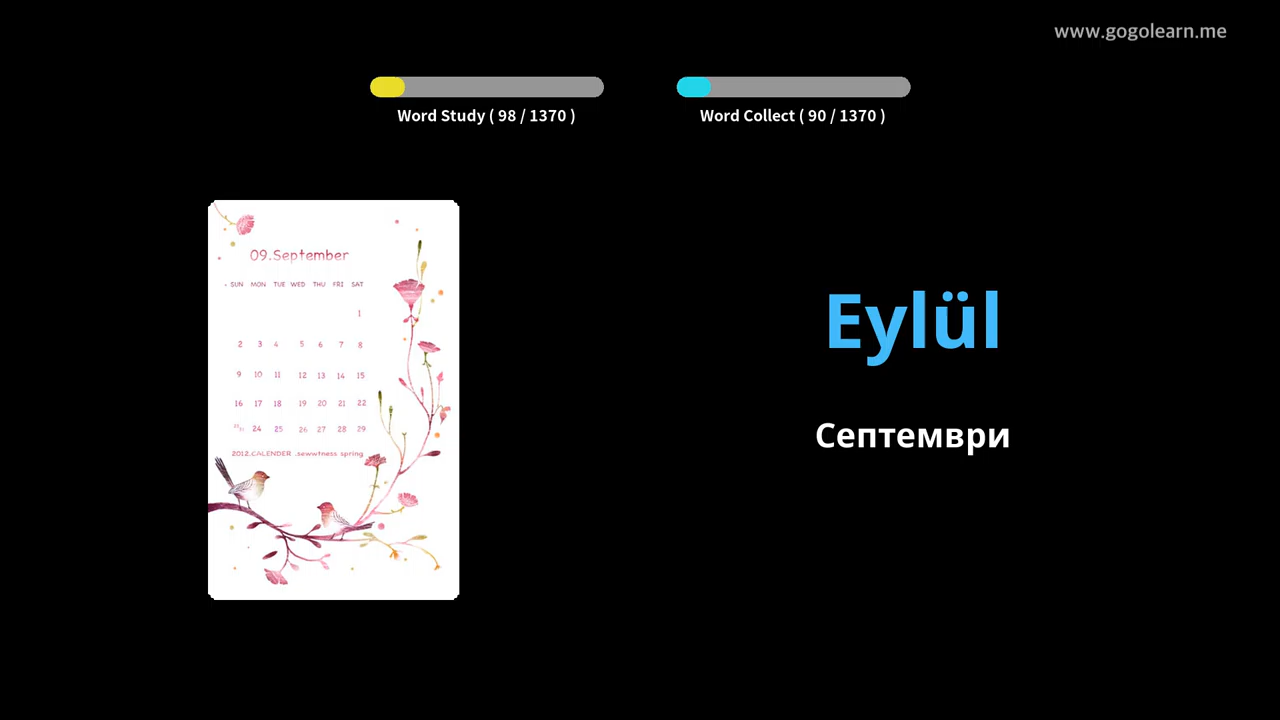 www.gogolearn.me
Word Study ( 98 / 1370 )
Word Collect ( 90 / 1370 )
09.September
SUN MON TUE WED THU FRI SAT
1
2 3 4 5 6 7 8
9 10 11 12 13 14 15
16 17 18 19 20 21 22
24 25 26 27 28 29
2012.CALENDER .sewwtness spring
Eylül
Септември